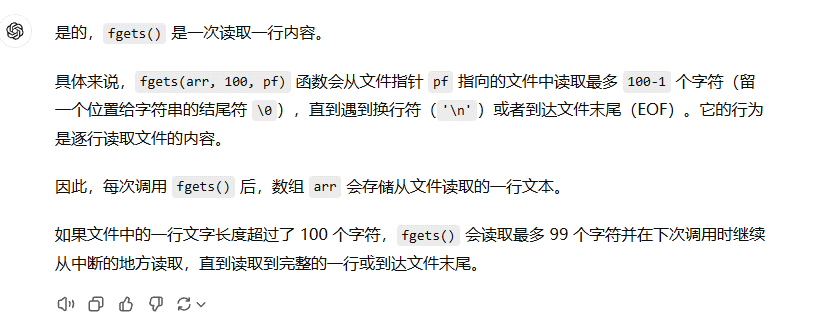 是的，fgets() 是一次读取一行内容。
具体来说，fgets(arr, 100, pf) 函数会从文件指针 pf 指向的文件中读取最多 100-1 个字符（留
一个位置给字符串的结尾符 \0），直到遇到换行符（'\n'）或者到达文件末尾（EOF）。它的行为
是逐行读取文件的内容。
因此，每次调用 fgets() 后，数组 arr 会存储从文件读取的一行文本。
如果文件中的一行文字长度超过了 100 个字符，fgets() 会读取最多 99 个字符并在下次调用时继续
从中断的地方读取，直到读取到完整的一行或到达文件末尾。